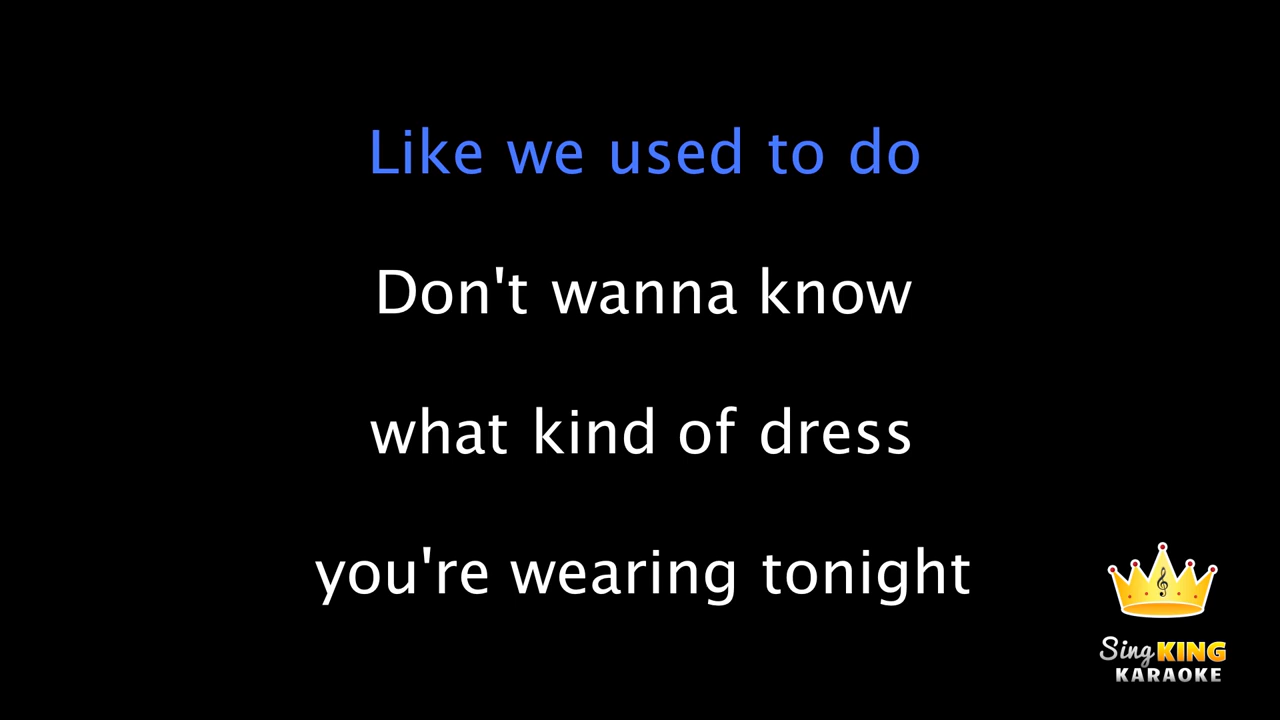 Like we used to do
Don't wanna know
what kind of dress
you're wearing tonight
Sing KING
KARAOKE